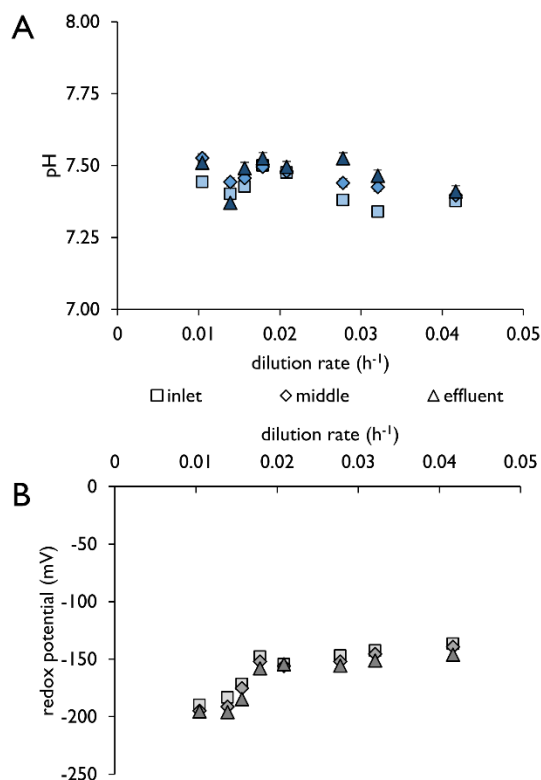 A
8.00
7.75
7.50
7.25
7.00
pH
0 0.01 0.02 0.03 0.04 0.05
dilution rate (h⁻¹)
inlet middle effluent
dilution rate (h⁻¹)
0 0.01 0.02 0.03 0.04 0.05
B
0
-50
-100
-150
-200
-250
redox potential (mV)